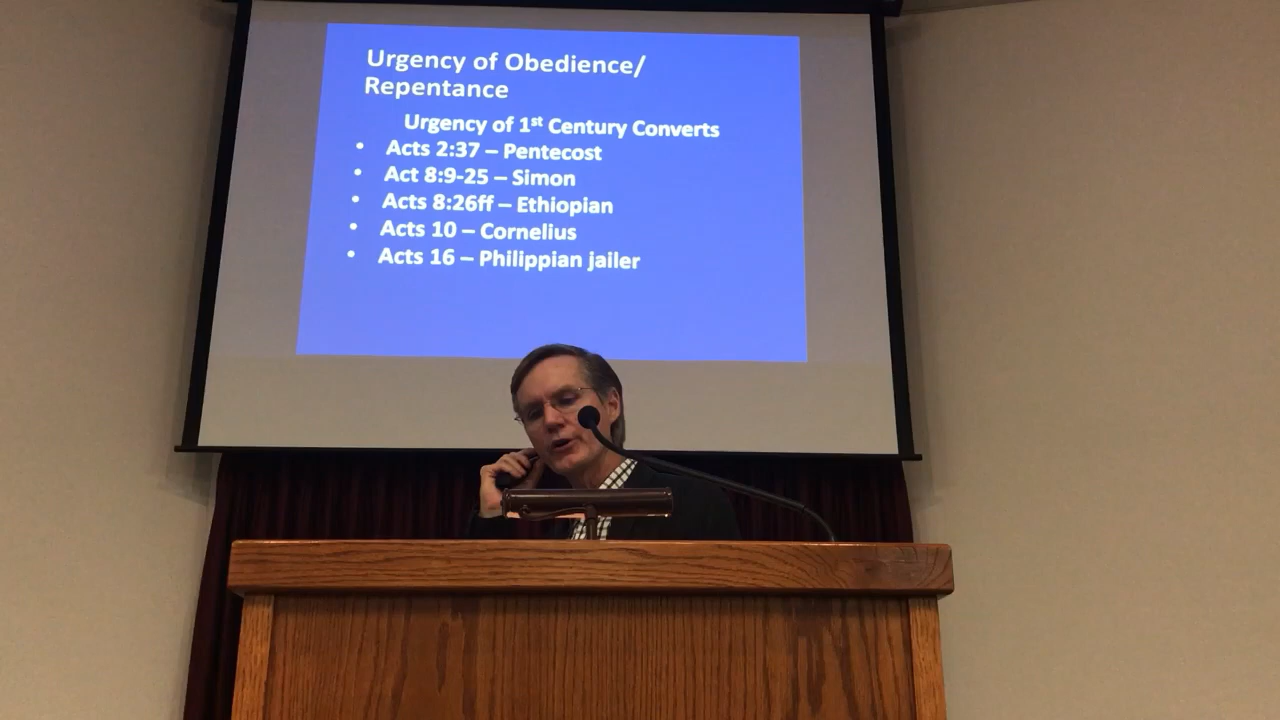 Urgency of Obedience/
Repentance
Urgency of 1st Century Converts
• Acts 2:37 – Pentecost
• Act 8:9-25 – Simon
• Acts 8:26ff – Ethiopian
• Acts 10 – Cornelius
• Acts 16 – Philippian jailer